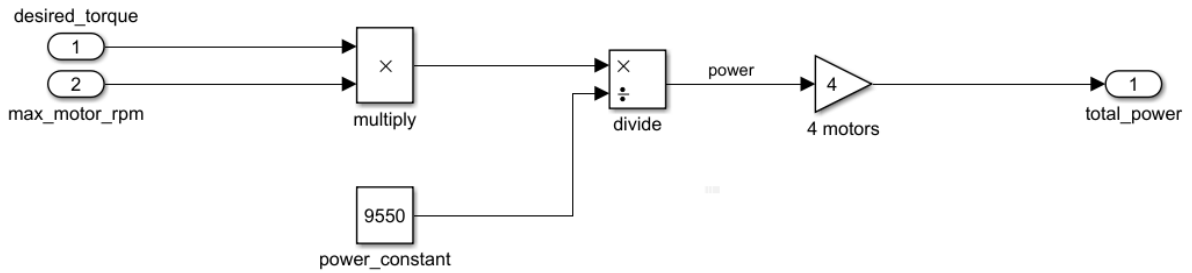 desired_torque
1
2
max_motor_rpm
×
multiply
×
÷
divide
power
4
4 motors
1
total_power
9550
power_constant